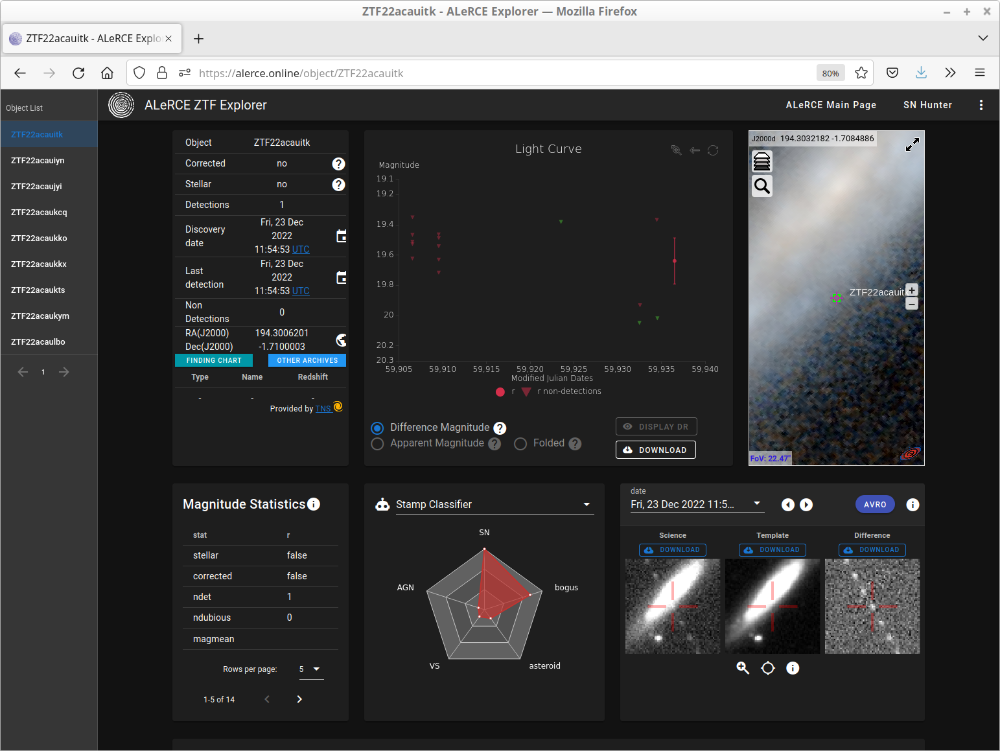 ZTF22acauitk - ALeRCE Explorer — Mozilla Firefox
ZTF22acauitk - ALeRCE Explo
https://alerce.online/object/ZTF22acauitk
80%
Object List
ZTF22acauitk
ZTF22acauiyn
ZTF22acaujyi
ZTF22acaukcq
ZTF22acaukko
ZTF22acaukkx
ZTF22acaukts
ZTF22acaukym
ZTF22acaulbo
1
ALeRCE ZTF Explorer
ALeRCE Main Page
SN Hunter
Object ZTF22acauitk
Corrected no ?
Stellar no ?
Detections 1
Discovery date Fri, 23 Dec 2022 11:54:53 UTC
Last detection Fri, 23 Dec 2022 11:54:53 UTC
Non Detections 0
RA(J2000) 194.3006201
Dec(J2000) -1.7100003
FINDING CHART OTHER ARCHIVES
Type Name Redshift
- - -
Provided by TNS
Light Curve
Magnitude
19.1
19.2
19.4
19.6
19.8
20
20.2
20.3
59,905 59,910 59,915 59,920 59,925 59,930 59,935 59,940
Modified Julian Dates
r r non-detections
Difference Magnitude ?
Apparent Magnitude ? Folded ?
DISPLAY DR
DOWNLOAD
J2000d 194.3032182 -1.7084886
ZTF22acauitk
+
−
FoV: 22.47"
Magnitude Statistics i
stat r
stellar false
corrected false
ndet 1
ndubious 0
magmean
Rows per page: 5
1-5 of 14
Stamp Classifier
SN
bogus
asteroid
VS
AGN
date
Fri, 23 Dec 2022 11:5...
AVRO
i
Science Template Difference
DOWNLOAD DOWNLOAD DOWNLOAD
i